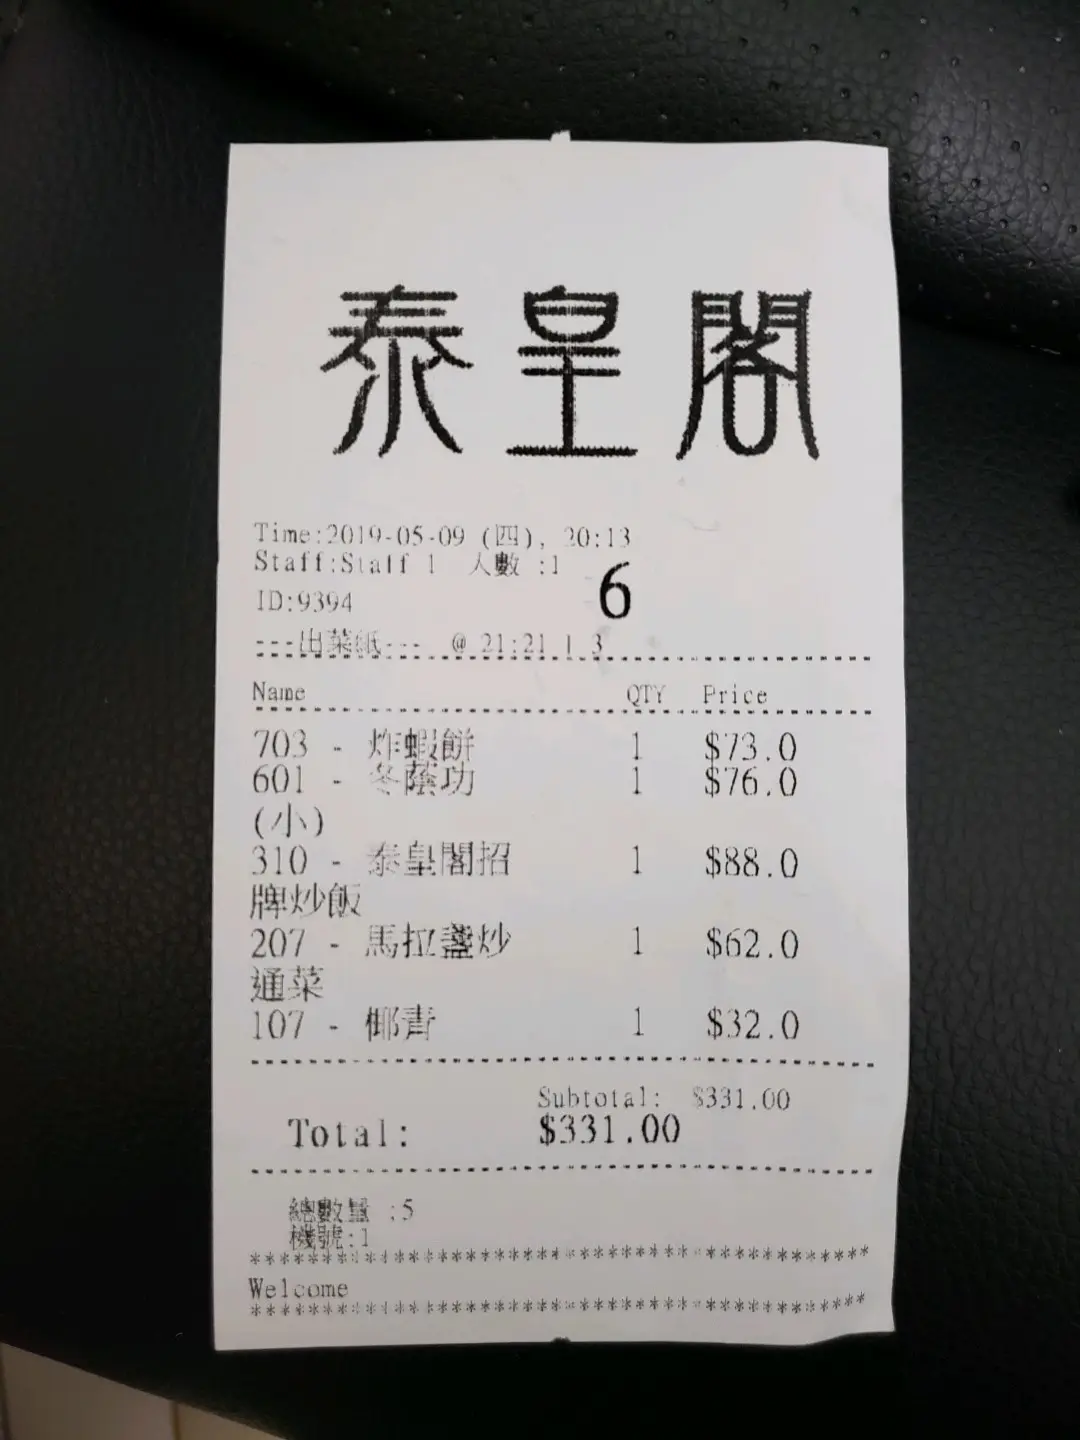 泰皇閣
Time:2019-05-09 (四), 20:13
Staff:Staff 1 人數 :1
6
ID:9394
---出菜紙--- @ 21:21 | 3
Name QTY Price
703 - 炸蝦餅 1 $73.0
601 - 冬蔭功 1 $76.0
(小)
310 - 泰皇閣招 1 $88.0
牌炒飯
207 - 馬拉盞炒 1 $62.0
通菜
107 - 椰青 1 $32.0
Subtotal: $331.00
Total: $331.00
總數量 :5
機號:1
Welcome